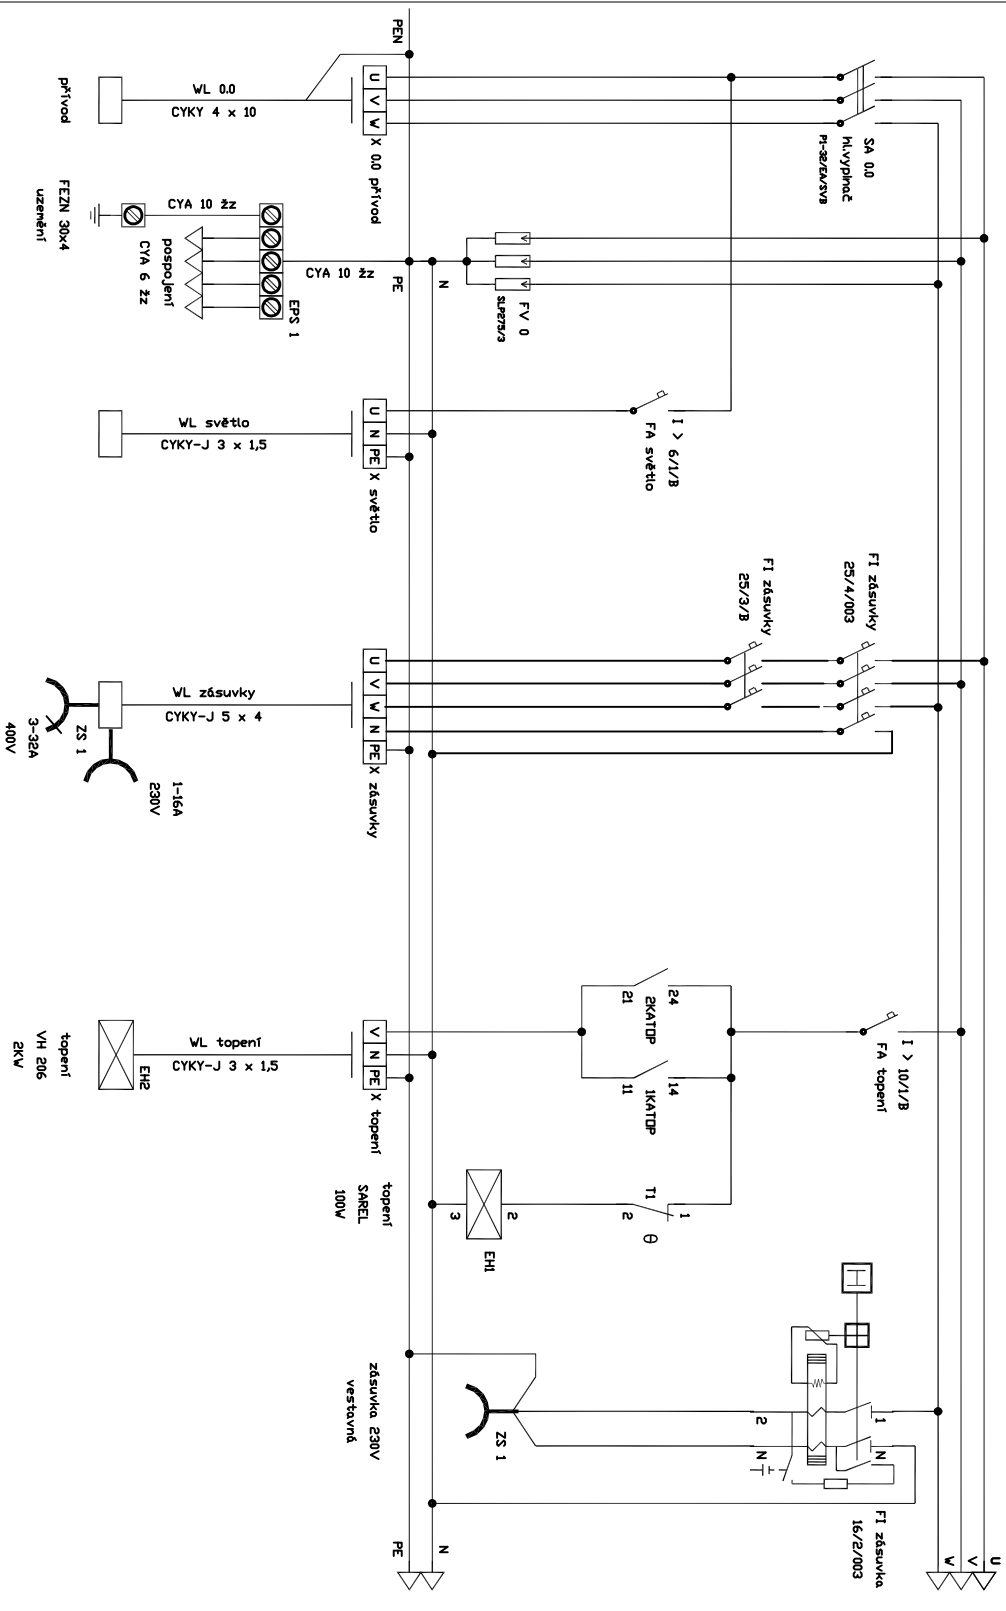 PEN
přívod
WL 0.0
CYKY 4 x 10
U
V
W
X 0.0 přívod
SA 0.0
hl.vypínač
P1-32/EA/SVB
FEZN 30x4
uzemění
CYA 10 žz
pospojení
CYA 6 žz
EPS 1
CYA 10 žz
PE
N
FV 0
SLP275/3
WL světlo
CYKY-J 3 x 1,5
U
N
PE
X světlo
I > 6/1/B
FA světlo
FI zásuvky
25/3/B
FI zásuvky
25/4/003
WL zásuvky
CYKY-J 5 x 4
U
V
W
N
PE
X zásuvky
ZS 1
3-32A
400V
1-16A
230V
24
21
2KATOP
14
11
1KATOP
I > 10/1/B
FA topení
WL topení
CYKY-J 3 x 1,5
V
N
PE
X topení
EH2
topení
VH 206
2KW
topení
SAREL
100W
3
2
EH1
T1
2
1
θ
H
zásuvka 230V
vestavná
ZS 1
2
N
1
N
FI zásuvka
16/2/003
PE
N
W
V
U